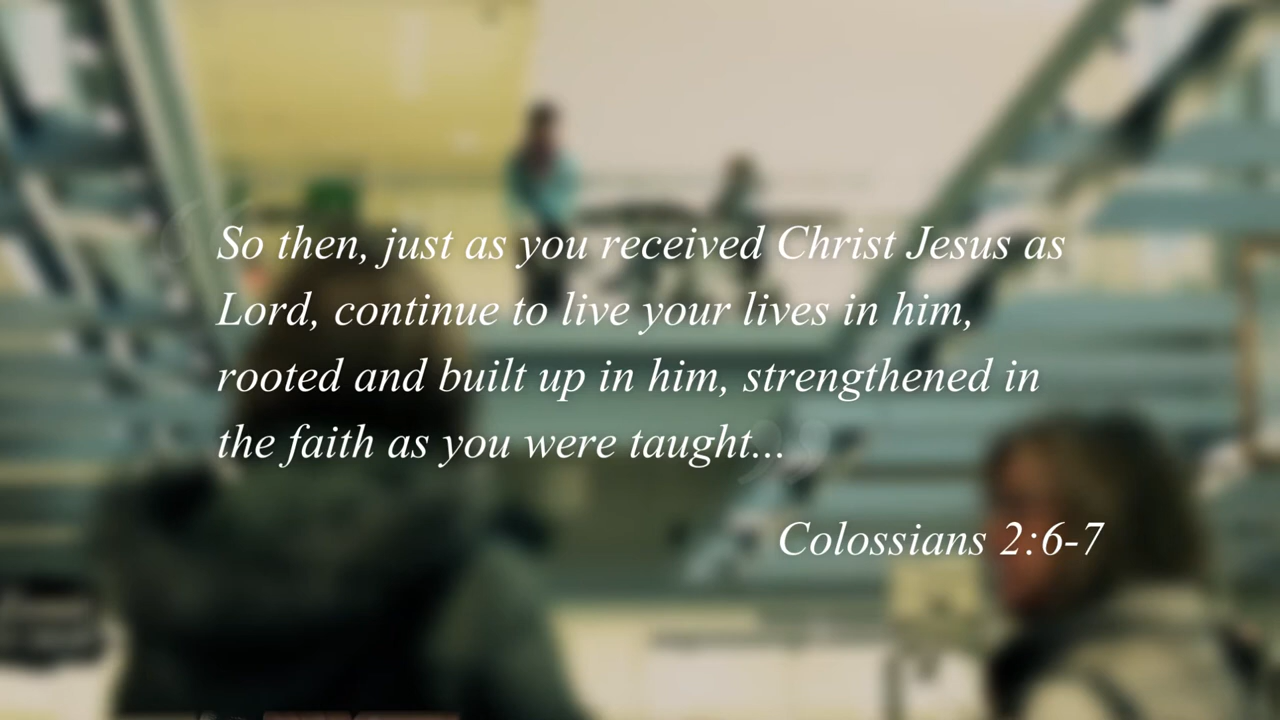 So then, just as you received Christ Jesus as
Lord, continue to live your lives in him,
rooted and built up in him, strengthened in
the faith as you were taught...
Colossians 2:6-7